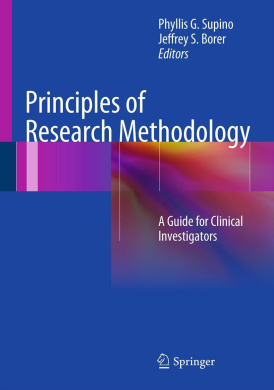 Phyllis G. Supino
Jeffrey S. Borer
Editors
Principles of
Research Methodology
A Guide for Clinical
Investigators
Springer